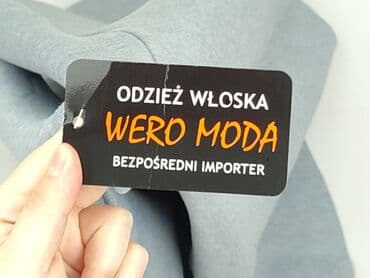 ODZIEŻ WŁOSKA
WERO MODA
BEZPOŚREDNI IMPORTER